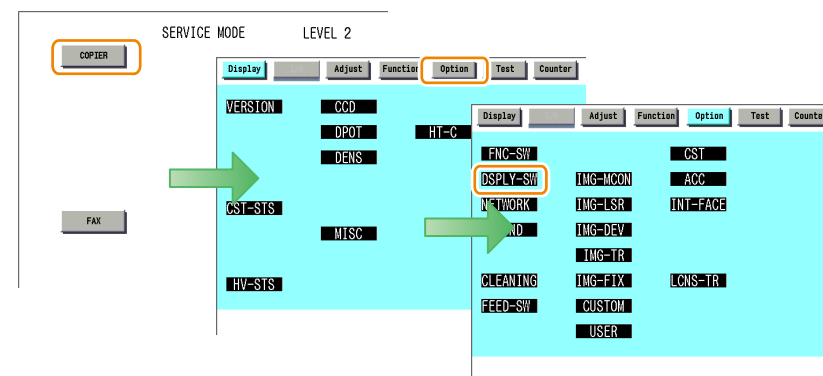 SERVICE MODE LEVEL 2
COPIER
FAX
Display Adjust Function Option Test Counter
VERSION CCD
DPOT HT-C
DENS
CST-STS
MISC
HV-STS
Display Adjust Function Option Test Counte
FNC-SW CST
DSPLY-SW IMG-MCON ACC
NETWORK IMG-LSR INT-FACE
ND IMG-DEV
IMG-TR
CLEANING IMG-FIX LCNS-TR
FEED-SW CUSTOM
USER